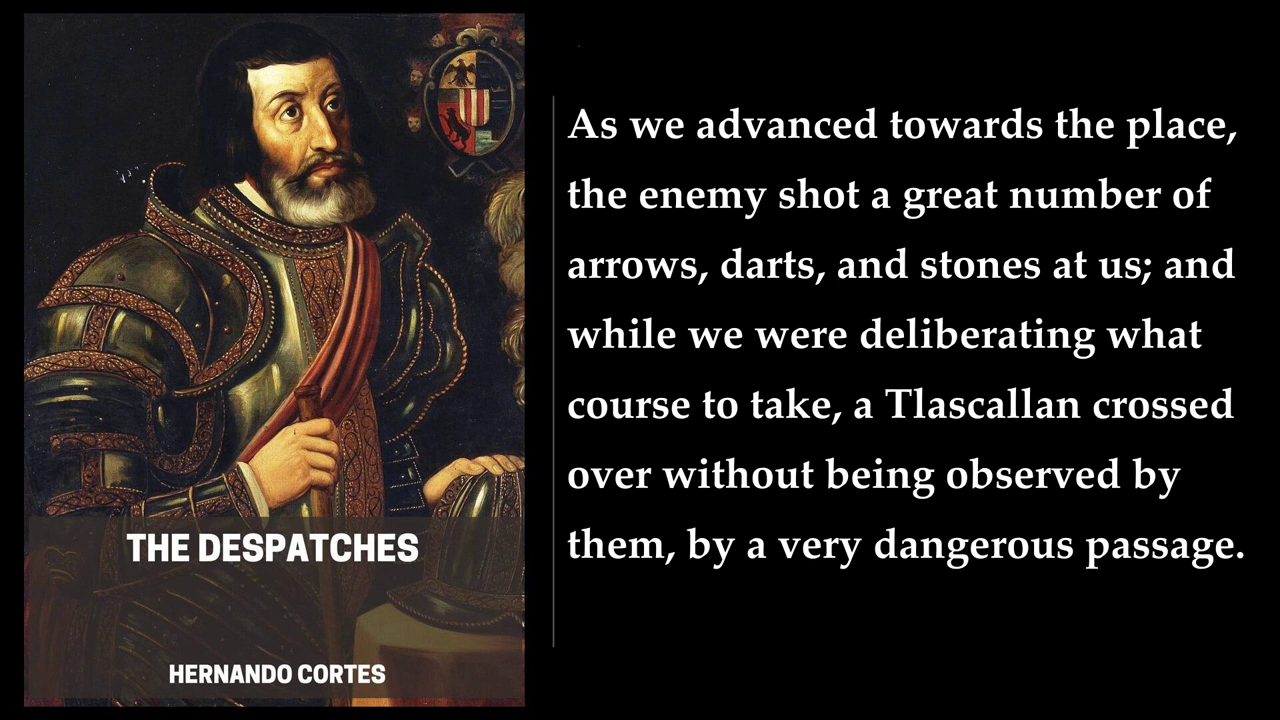 THE DESPATCHES
HERNANDO CORTES
As we advanced towards the place,
the enemy shot a great number of
arrows, darts, and stones at us; and
while we were deliberating what
course to take, a Tlascallan crossed
over without being observed by
them, by a very dangerous passage.